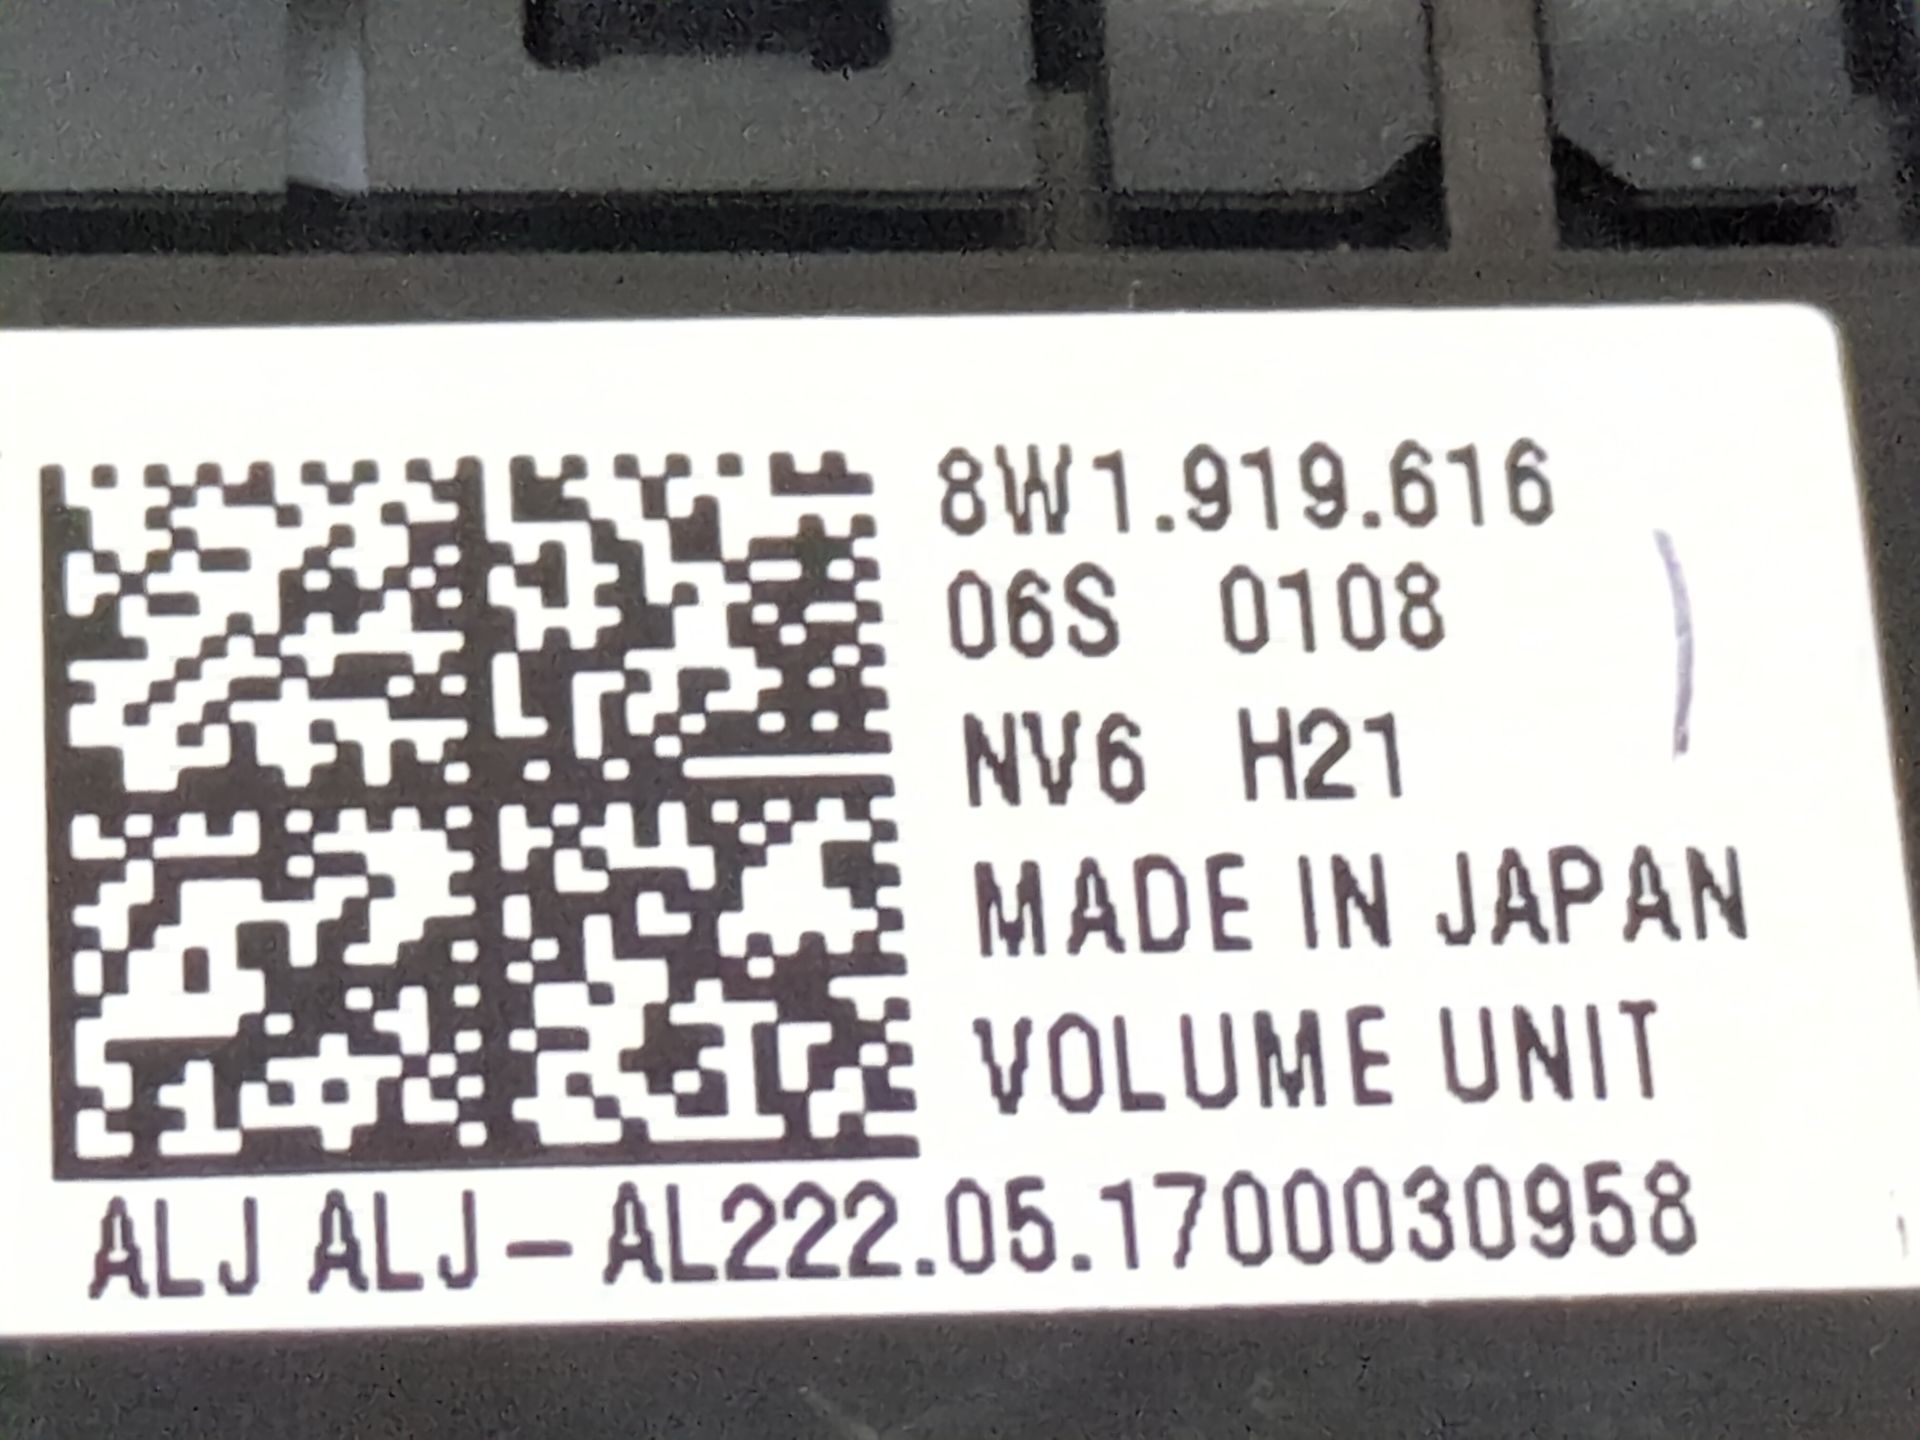 8W1.919.616
06S 0108
NV6 H21
MADE IN JAPAN
VOLUME UNIT
ALJ ALJ-AL222.05.1700030958